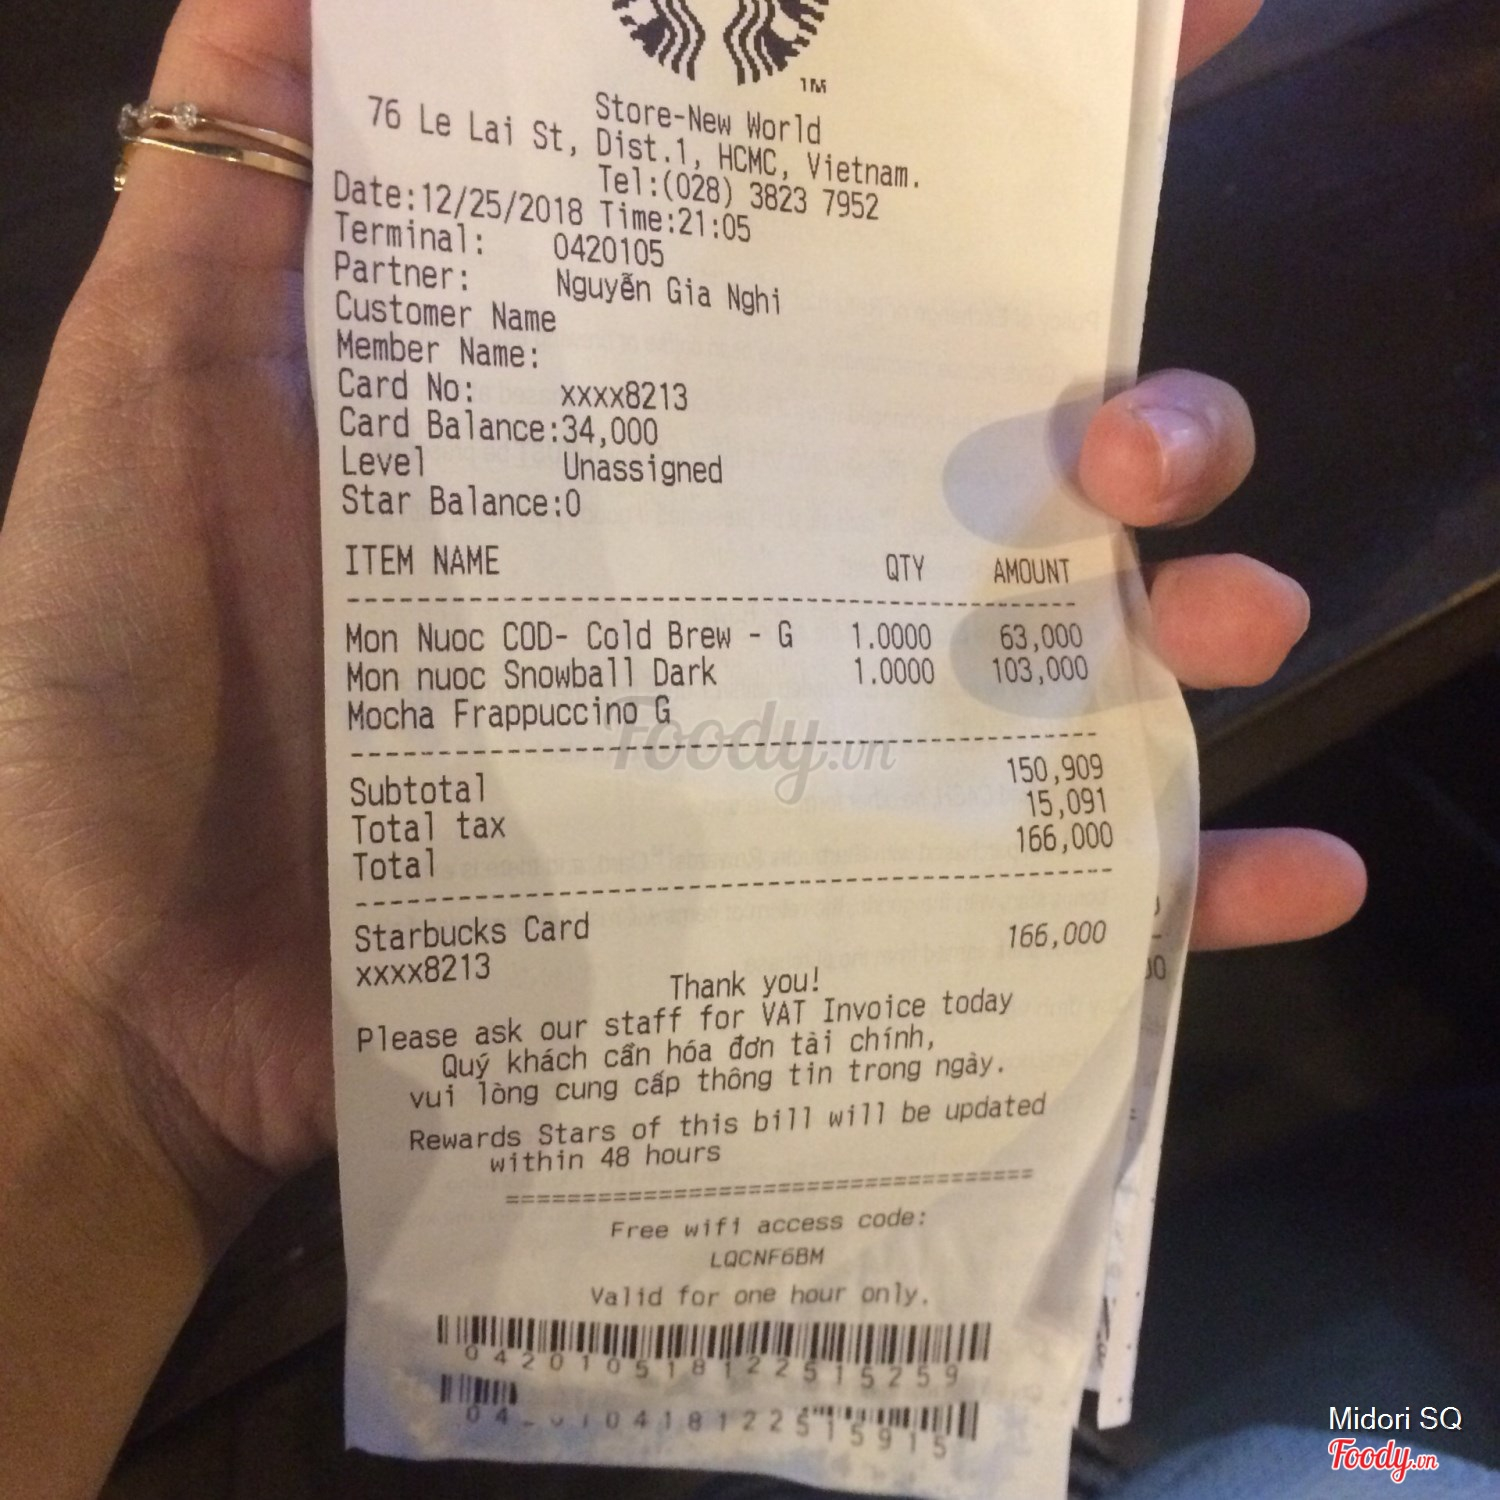 TM
Store-New World
76 Le Lai St, Dist.1, HCMC, Vietnam.
Tel:(028) 3823 7952
Date:12/25/2018 Time:21:05
Terminal: 0420105
Partner: Nguyễn Gia Nghi
Customer Name
Member Name:
Card No: xxxx8213
Card Balance:34,000
Level Unassigned
Star Balance:0
ITEM NAME QTY AMOUNT
Mon Nuoc COD- Cold Brew - G 1.0000 63,000
Mon nuoc Snowball Dark 1.0000 103,000
Mocha Frappuccino G
Foody.vn
Subtotal 150,909
Total tax 15,091
Total 166,000
Starbucks Card 166,000
xxxx8213
Thank you!
Please ask our staff for VAT Invoice today
Quý khách cần hóa đơn tài chính,
vui lòng cung cấp thông tin trong ngày.
Rewards Stars of this bill will be updated
within 48 hours
===================================
Free wifi access code:
LQCNF6BM
Valid for one hour only.
04201051812251 5259
Midori SQ
Foody.vn